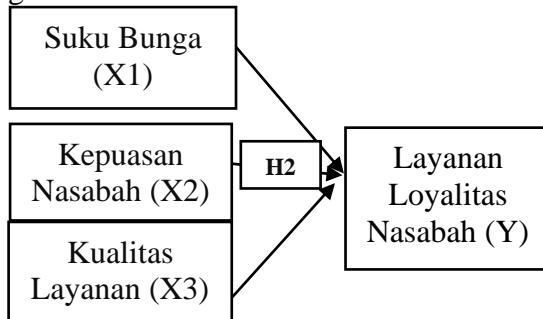 Suku Bunga
(X1)
Kepuasan
Nasabah (X2)
H2
Kualitas
Layanan (X3)
Layanan
Loyalitas
Nasabah (Y)